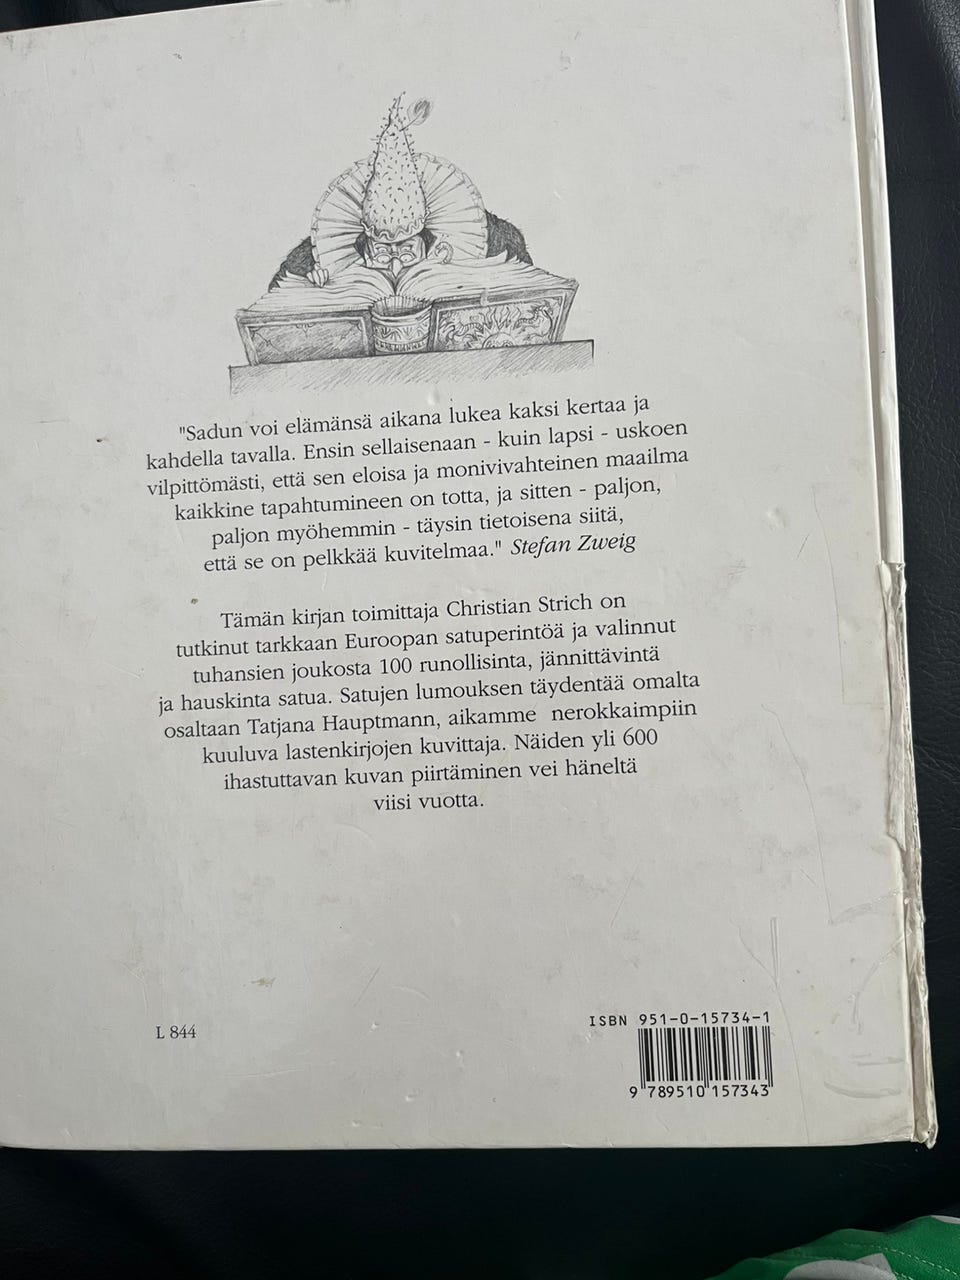 "Sadun voi elämänsä aikana lukea kaksi kertaa ja
kahdella tavalla. Ensin sellaisenaan - kuin lapsi - uskoen
vilpittömästi, että sen eloisa ja monivivahteinen maailma
kaikkine tapahtumineen on totta, ja sitten - paljon,
paljon myöhemmin - täysin tietoisena siitä,
että se on pelkkää kuvitelmaa." Stefan Zweig
Tämän kirjan toimittaja Christian Strich on
tutkinut tarkkaan Euroopan satuperintöä ja valinnut
tuhansien joukosta 100 runollisinta, jännittävintä
ja hauskinta satua. Satujen lumouksen täydentää omalta
osaltaan Tatjana Hauptmann, aikamme nerokkaimpiin
kuuluva lastenkirjojen kuvittaja. Näiden yli 600
ihastuttavan kuvan piirtäminen vei häneltä
viisi vuotta.
L 844
ISBN 951-0-15734-1
9 789510 157343